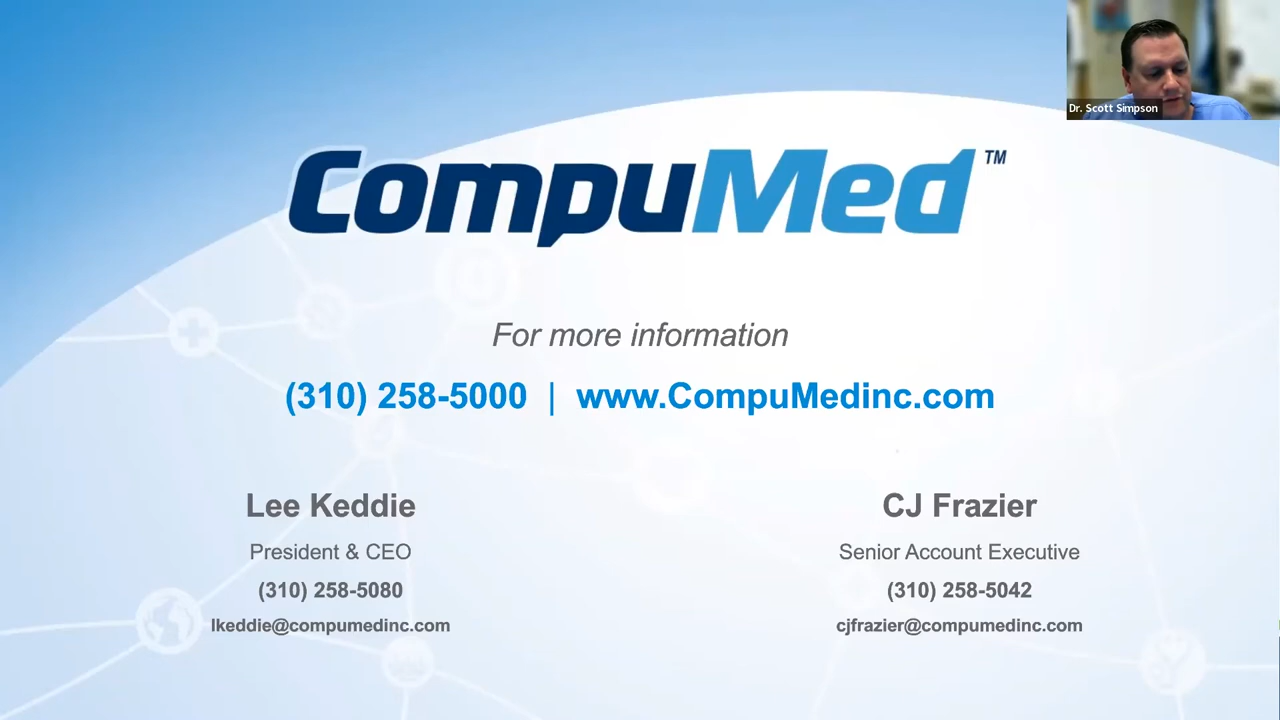 Dr. Scott Simpson
CompuMed™
For more information
(310) 258-5000 | www.CompuMedinc.com
Lee Keddie
President & CEO
(310) 258-5080
lkeddie@compumedinc.com
CJ Frazier
Senior Account Executive
(310) 258-5042
cjfrazier@compumedinc.com